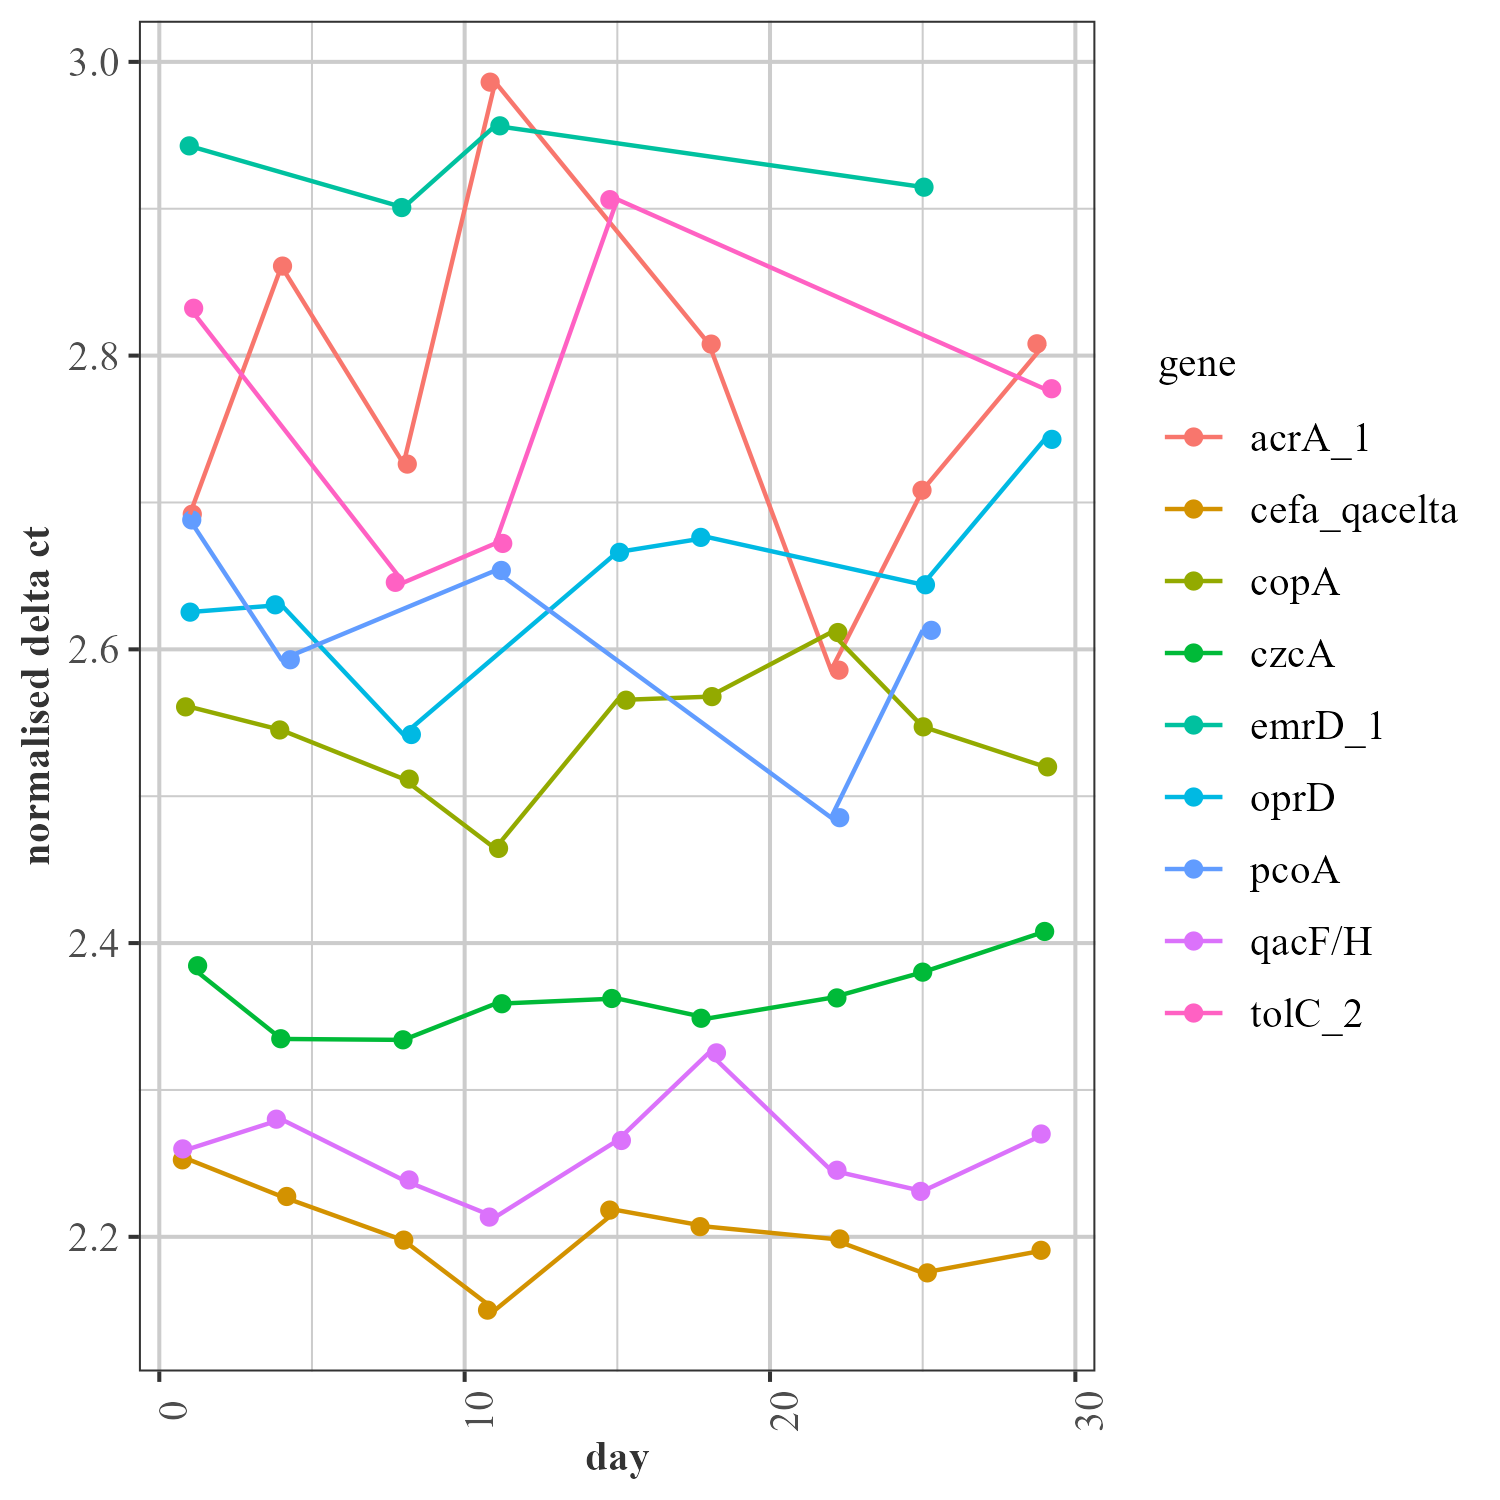 3.0
2.8
2.6
2.4
2.2
normalised delta ct
0
10
20
30
day
gene
acrA_1
cefa_qacelta
copA
czcA
emrD_1
oprD
pcoA
qacF/H
tolC_2